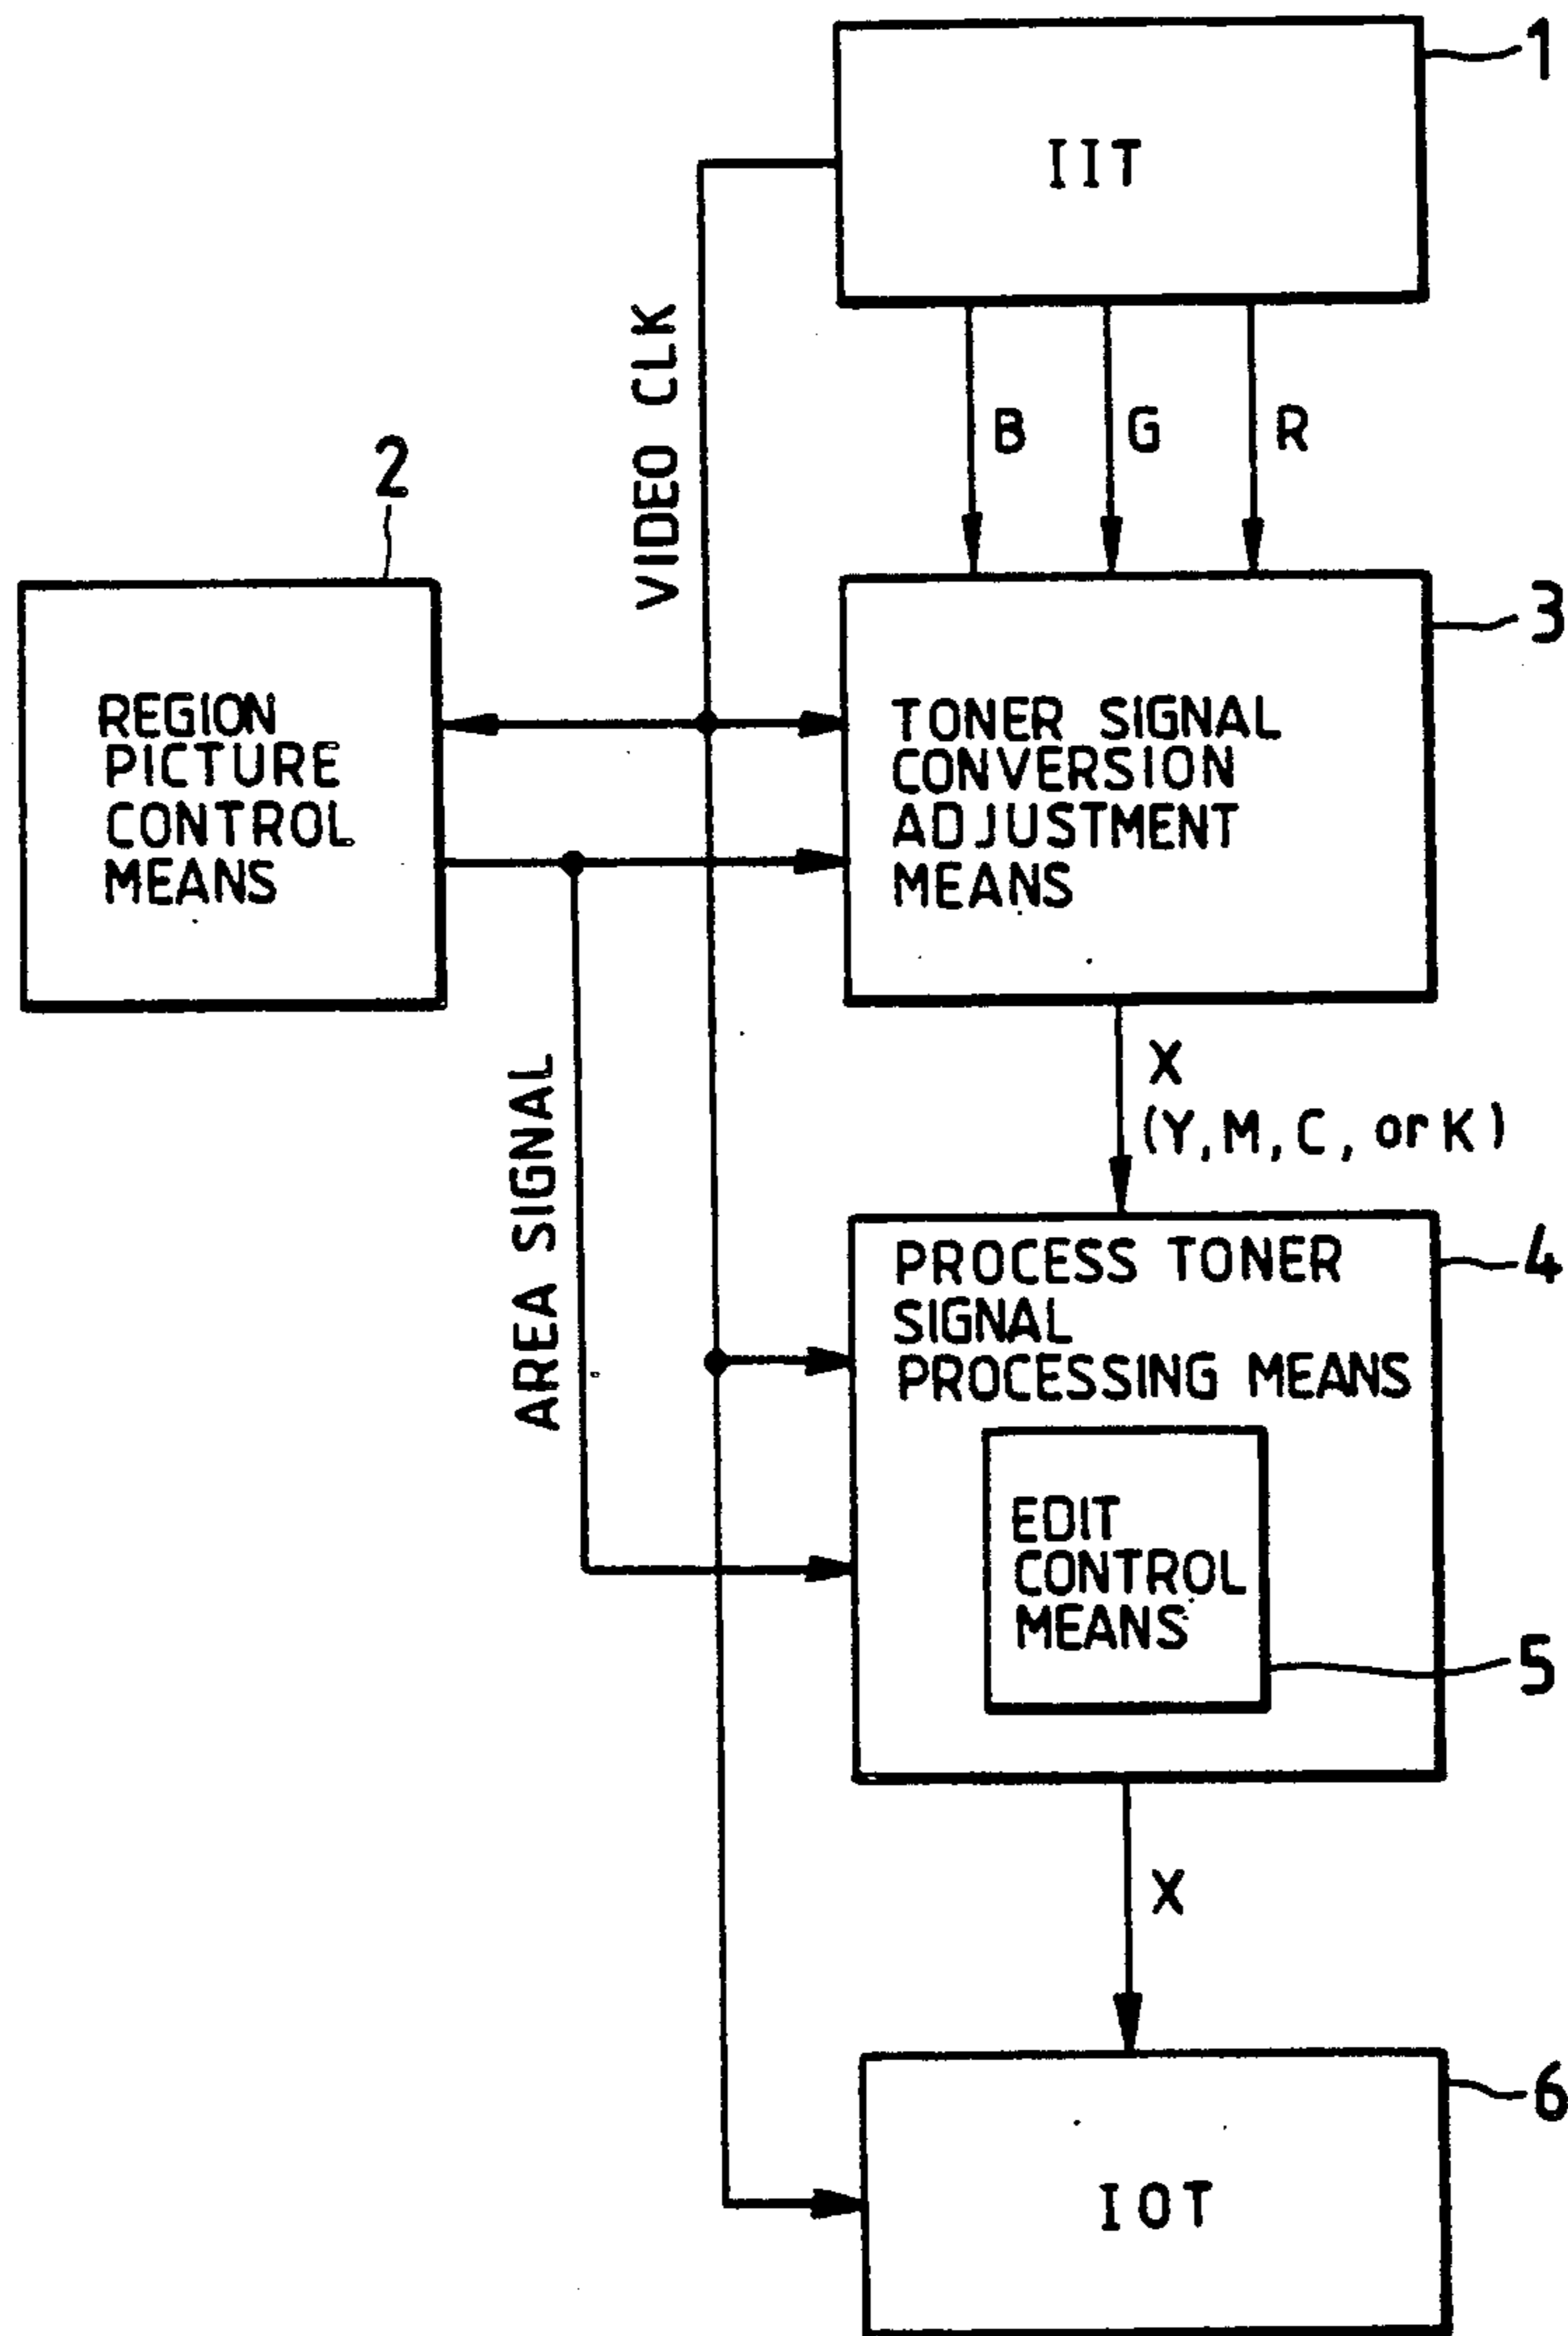 1
IIT
VIDEO CLK
B
G
R
2
3
REGION
PICTURE
CONTROL
MEANS
TONER SIGNAL
CONVERSION
ADJUSTMENT
MEANS
AREA SIGNAL
X
(Y, M, C, or K)
4
PROCESS TONER
SIGNAL
PROCESSING MEANS
EDIT
CONTROL
MEANS
5
X
6
IOT